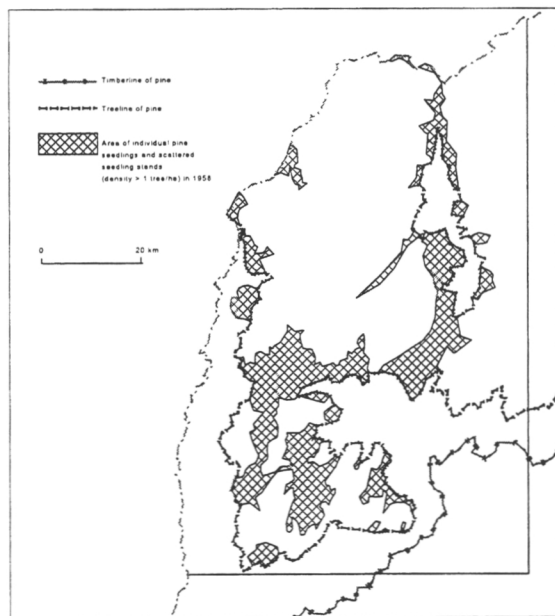 Timberline of pine
Treeline of pine
Area of individual pine
seedlings and scattered
seedling stands
(density > 1 tree/ha) in 1958
0 20 km